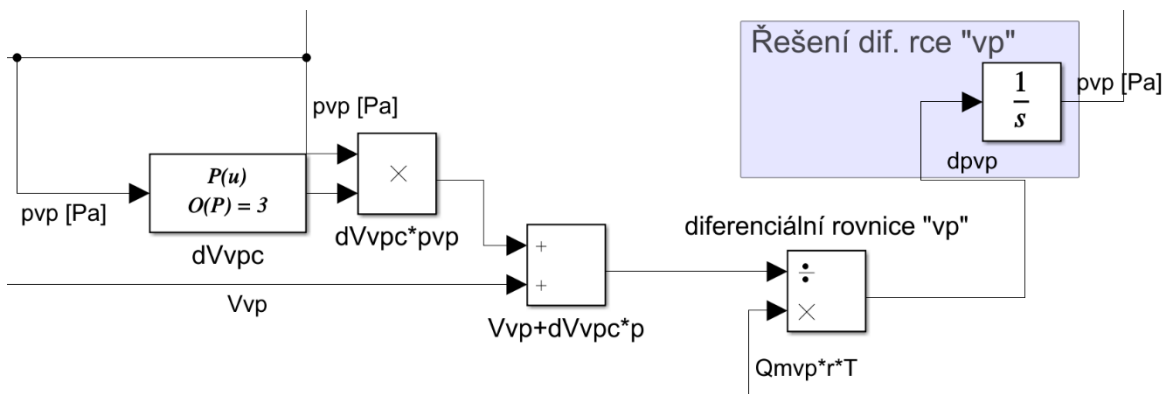 Řešení dif. rce "vp"
1
s
pvp [Pa]
dpvp
pvp [Pa]
P(u)
O(P) = 3
×
pvp [Pa]
dVvpc
dVvpc*pvp
diferenciální rovnice "vp"
+
+
÷
×
Vvp
Vvp+dVvpc*p
Qmvp*r*T